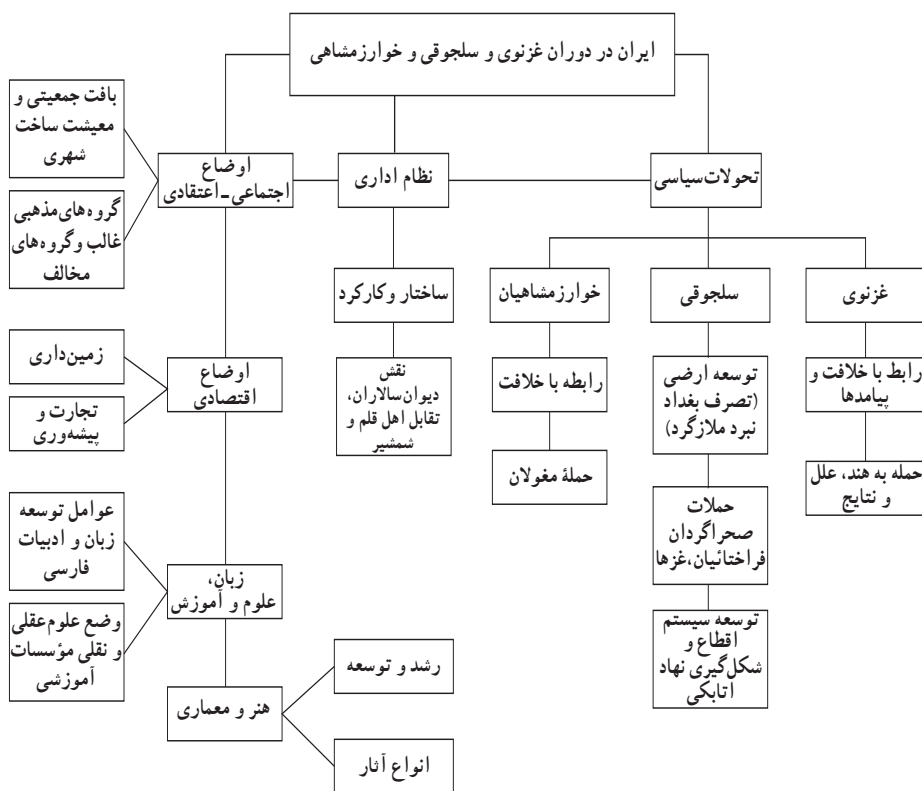 ایران در دوران غزنوی و سلجوقی و خوارزمشاهی
تحولات سیاسی
نظام اداری
اوضاع
اجتماعی ـ اعتقادی
بافت جمعیتی و
معیشت ساخت
شهری
گروه‌های مذهبی
غالب و گروه‌های
مخالف
غزنوی
سلجوقی
خوارزمشاهیان
ساختار و کارکرد
رابط با خلافت و
پیامدها
توسعه ارضی
(تصرف بغداد
نبرد ملازگرد)
رابطه با خلافت
نقش
دیوان‌سالاران،
تقابل اهل قلم و
شمشیر
اوضاع
اقتصادی
زمین‌داری
تجارت و
پیشه‌وری
حمله به هند، علل
و نتایج
حملات
صحراگردان
فراختائیان، غزها
حملهٔ مغولان
توسعه سیستم
اقطاع و
شکل‌گیری نهاد
اتابکی
زبان،
علوم و آموزش
عوامل توسعه
زبان و ادبیات
فارسی
وضع علوم عقلی
و نقلی مؤسسات
آموزشی
هنر و معماری
رشد و توسعه
انواع آثار